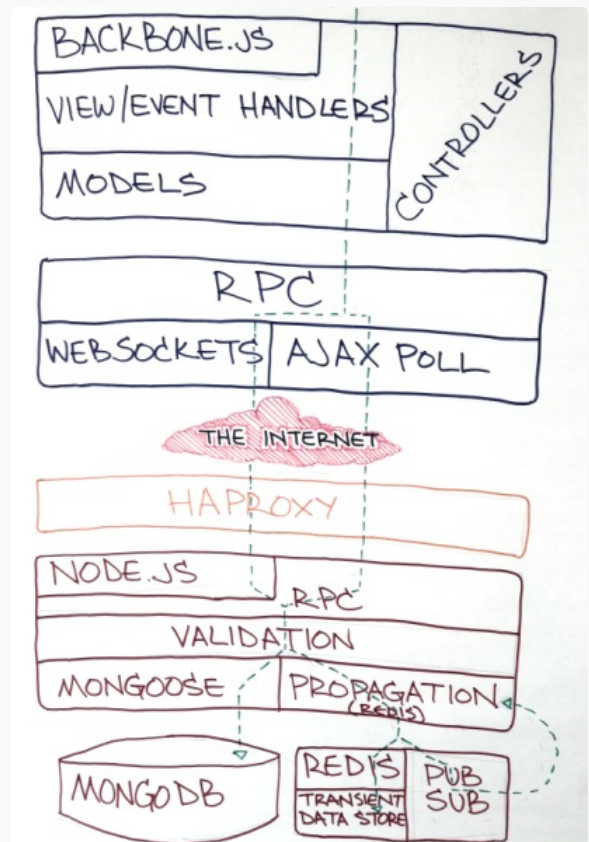 BACKBONE.JS
VIEW/EVENT HANDLERS
MODELS
CONTROLLERS
RPC
WEBSOCKETS
AJAX POLL
THE INTERNET
HAPROXY
NODE.JS
RPC
VALIDATION
MONGOOSE
PROPAGATION
(REDIS)
MONGODB
REDIS
TRANSIENT
DATA STORE
PUB
SUB